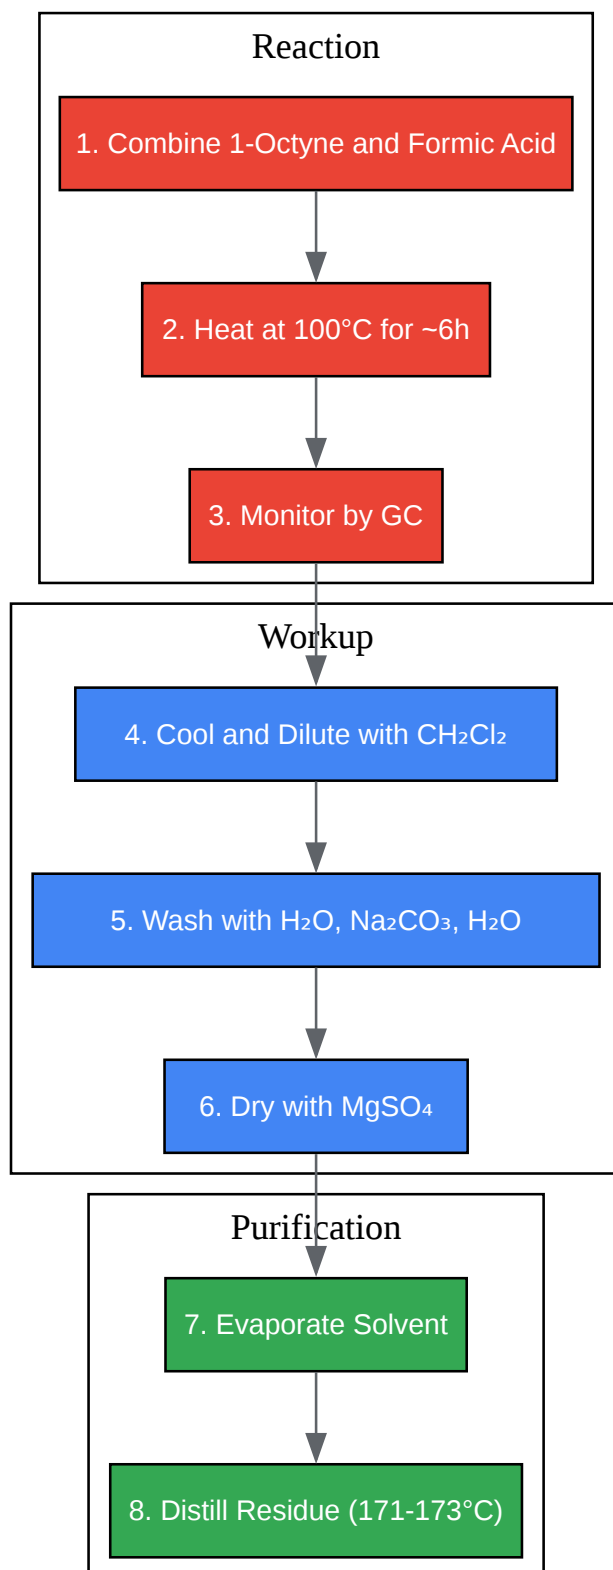 Reaction
1. Combine 1-Octyne and Formic Acid
2. Heat at 100°C for ~6h
3. Monitor by GC
Workup
4. Cool and Dilute with CH₂Cl₂
5. Wash with H₂O, Na₂CO₃, H₂O
6. Dry with MgSO₄
Purification
7. Evaporate Solvent
8. Distill Residue (171-173°C)